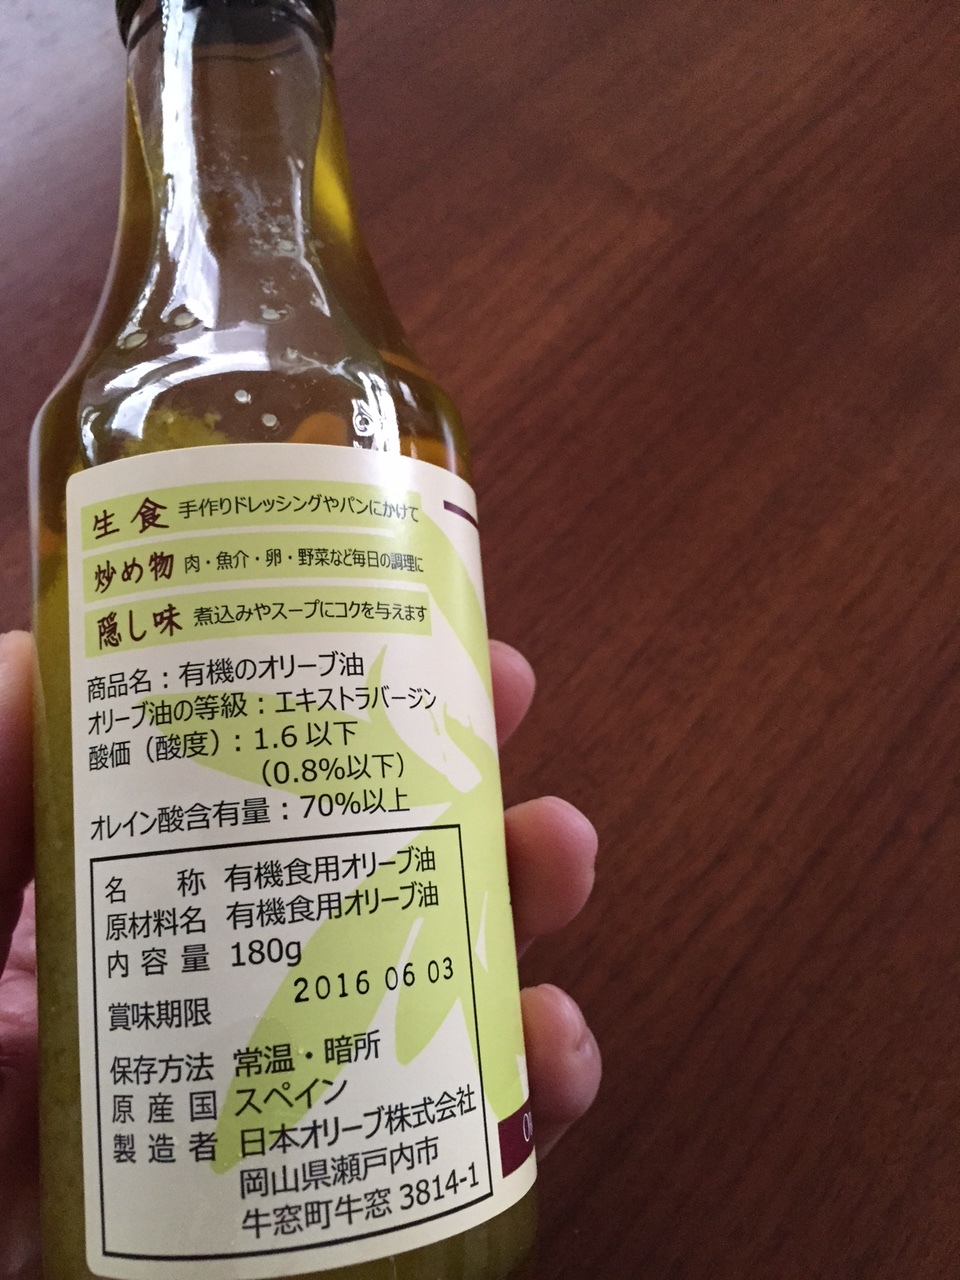 生食 手作りドレッシングやパンにかけて
炒め物 肉・魚介・卵・野菜など毎日の調理に
隠し味 煮込みやスープにコクを与えます
商品名：有機のオリーブ油
オリーブ油の等級：エキストラバージン
酸価（酸度）：1.6 以下
（0.8%以下）
オレイン酸含有量：70%以上
名称 有機食用オリーブ油
原材料名 有機食用オリーブ油
内容量 180g
賞味期限 2016 06 03
保存方法 常温・暗所
原産国 スペイン
製造者 日本オリーブ株式会社
岡山県瀬戸内市
牛窓町牛窓 3814-1